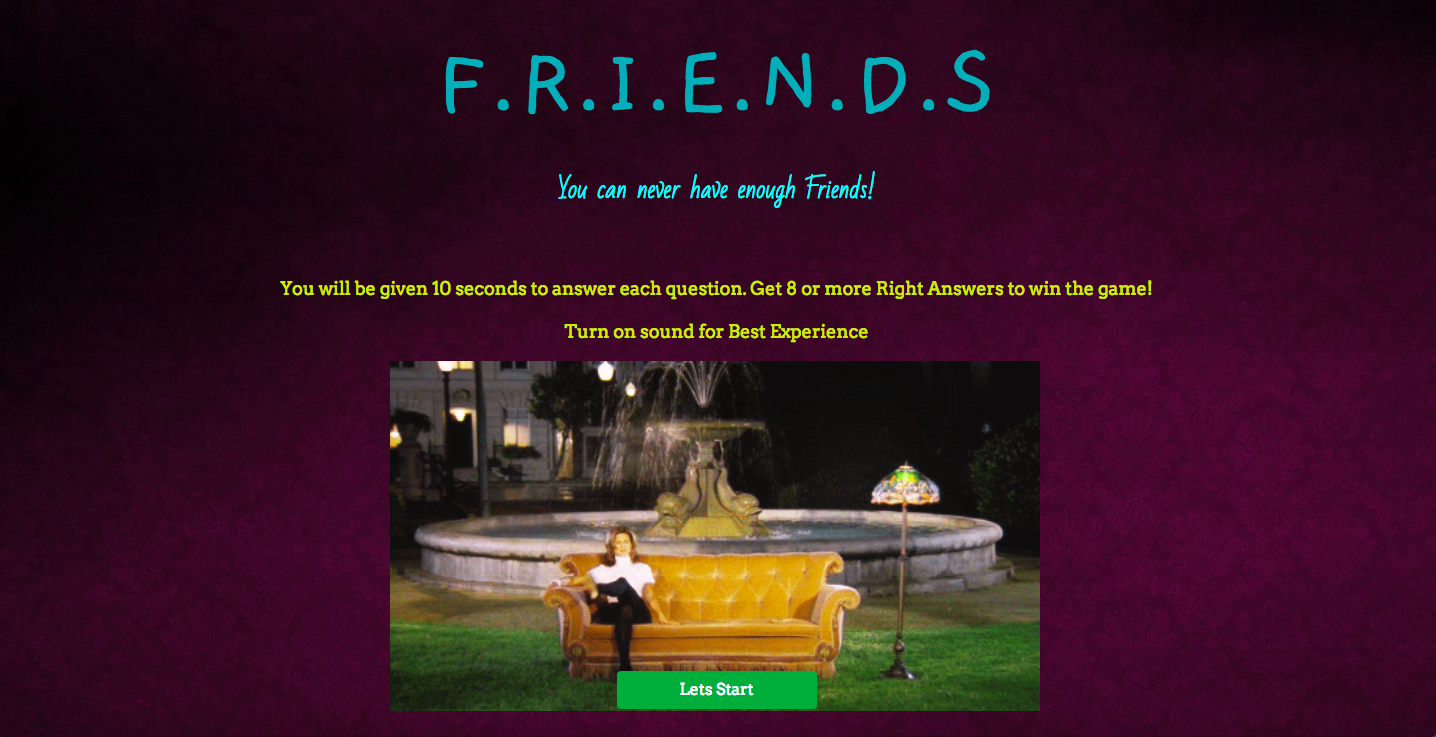 F.R.I.E.N.D.S
You can never have enough Friends!
You will be given 10 seconds to answer each question. Get 8 or more Right Answers to win the game!
Turn on sound for Best Experience
Lets Start